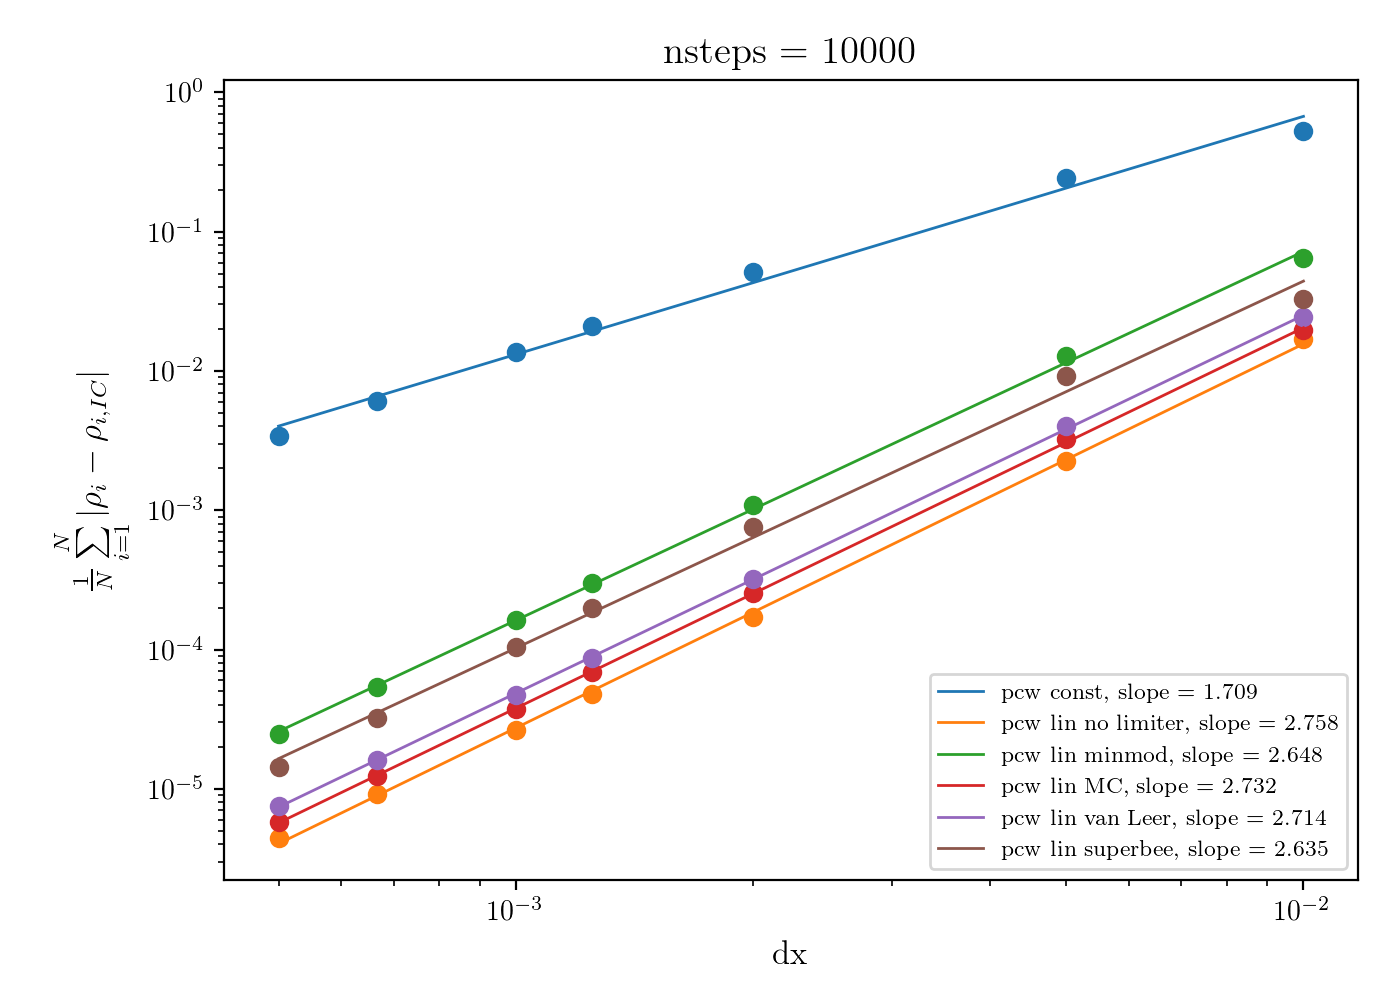 nsteps = 10000
10⁰
10⁻¹
10⁻²
10⁻³
10⁻⁴
10⁻⁵
\frac{1}{N} \sum_{i=1}^{N} |ρ_i − ρ_{i,IC}|
pcw const, slope = 1.709
pcw lin no limiter, slope = 2.758
pcw lin minmod, slope = 2.648
pcw lin MC, slope = 2.732
pcw lin van Leer, slope = 2.714
pcw lin superbee, slope = 2.635
10⁻³ 10⁻²
dx